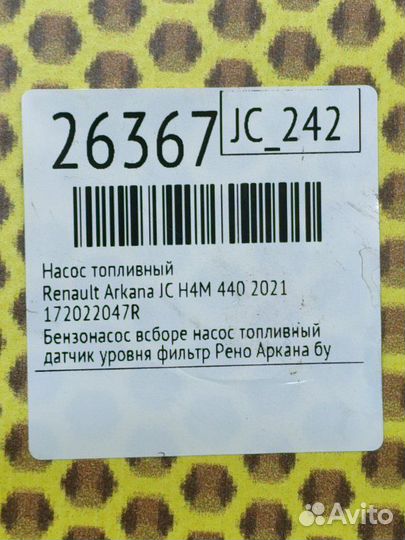 26367
JC_242
Насос топливный
Renault Arkana JC H4M 440 2021
172022047R
Бензонасос всборе насос топливный
датчик уровня фильтр Рено Аркана бу
Avito